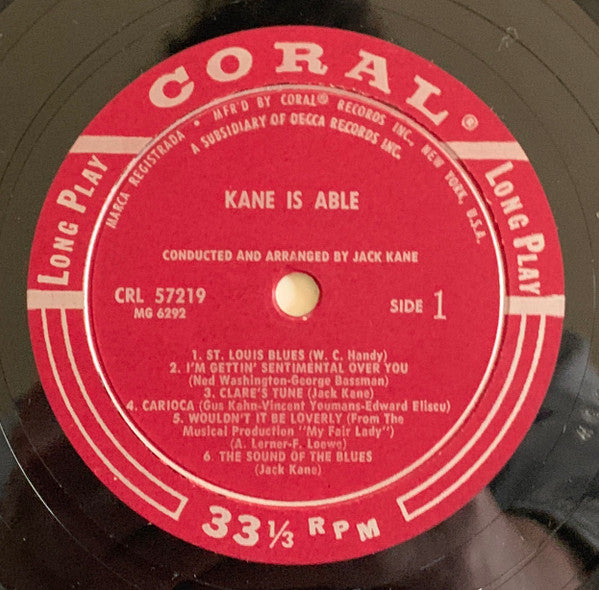 CORAL®
MARCA REGISTRADA • MFR'D BY CORAL® RECORDS INC., NEW YORK, U.S.A.
A SUBSIDIARY OF DECCA RECORDS INC.
LONG PLAY
LONG PLAY
KANE IS ABLE
CONDUCTED AND ARRANGED BY JACK KANE
CRL 57219
MG 6292
SIDE 1
1. ST. LOUIS BLUES (W. C. Handy)
2. I'M GETTIN' SENTIMENTAL OVER YOU
(Ned Washington-George Bassman)
3. CLARE'S TUNE (Jack Kane)
4. CARIOCA (Gus Kahn-Vincent Youmans-Edward Eliscu)
5. WOULDN'T IT BE LOVERLY (From The
Musical Production "My Fair Lady")
(A. Lerner-F. Loewe)
6. THE SOUND OF THE BLUES
(Jack Kane)
33 1/3 RPM